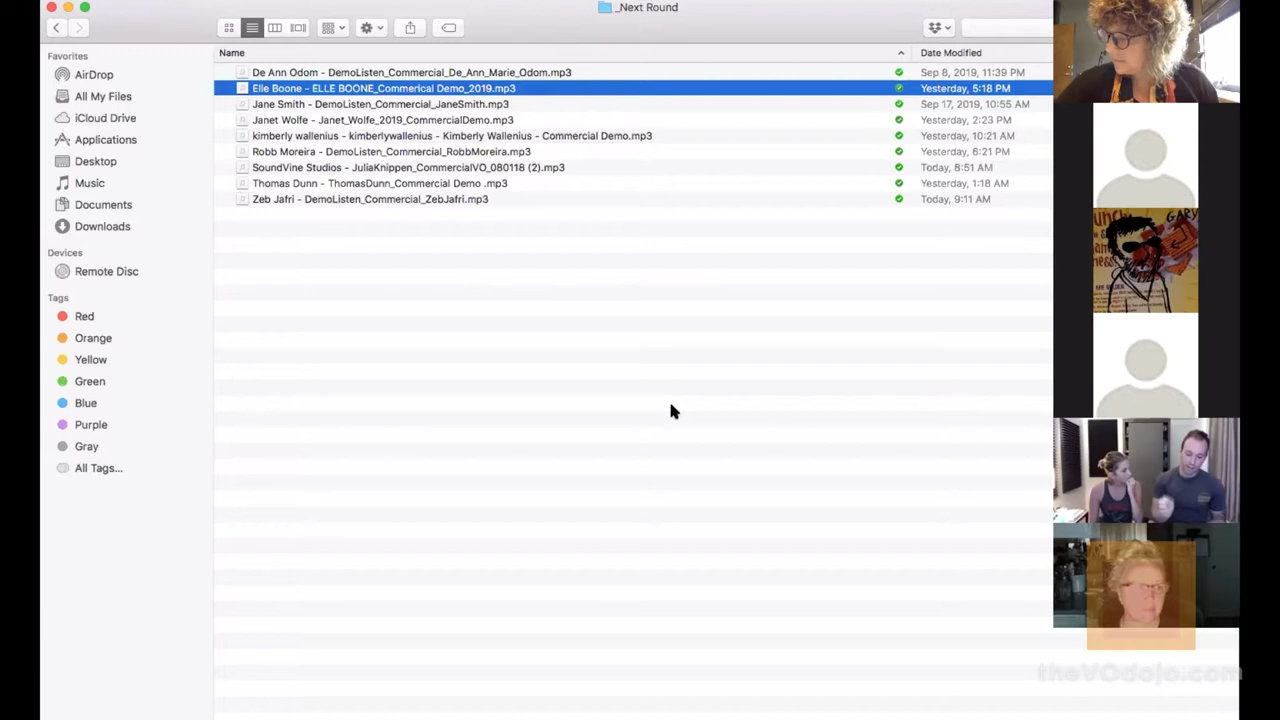 _Next Round
Name
Date Modified
Favorites
AirDrop
All My Files
iCloud Drive
Applications
Desktop
Music
Documents
Downloads
Devices
Remote Disc
Tags
Red
Orange
Yellow
Green
Blue
Purple
Gray
All Tags...
De Ann Odom - DemoListen_Commercial_De_Ann_Marie_Odom.mp3 Sep 8, 2019, 11:39 PM
Elle Boone - ELLE BOONE_Commerical Demo_2019.mp3 Yesterday, 5:18 PM
Jane Smith - DemoListen_Commercial_JaneSmith.mp3 Sep 17, 2019, 10:55 AM
Janet Wolfe - Janet_Wolfe_2019_CommercialDemo.mp3 Yesterday, 2:23 PM
kimberly wallenius - kimberlywallenius - Kimberly Wallenius - Commercial Demo.mp3 Yesterday, 10:21 AM
Robb Moreira - DemoListen_Commercial_RobbMoreira.mp3 Yesterday, 6:21 PM
SoundVine Studios - JuliaKnippen_CommercialVO_080118 (2).mp3 Today, 8:51 AM
Thomas Dunn - ThomasDunn_Commercial Demo .mp3 Yesterday, 1:18 AM
Zeb Jafri - DemoListen_Commercial_ZebJafri.mp3 Today, 9:11 AM
GARY
theVOdojo.com